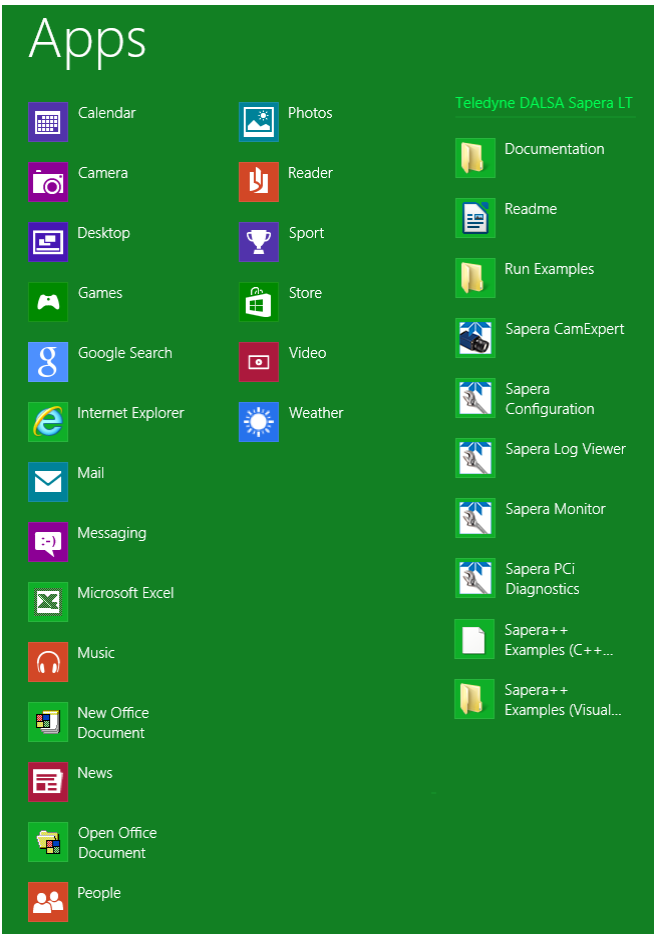 Apps
Calendar
Camera
Desktop
Games
Google Search
Internet Explorer
Mail
Messaging
Microsoft Excel
Music
New Office
Document
News
Open Office
Document
People
Photos
Reader
Sport
Store
Video
Weather
Teledyne DALSA Sapera LT
Documentation
Readme
Run Examples
Sapera CamExpert
Sapera
Configuration
Sapera Log Viewer
Sapera Monitor
Sapera PCi
Diagnostics
Sapera++
Examples (C++...
Sapera++
Examples (Visual...